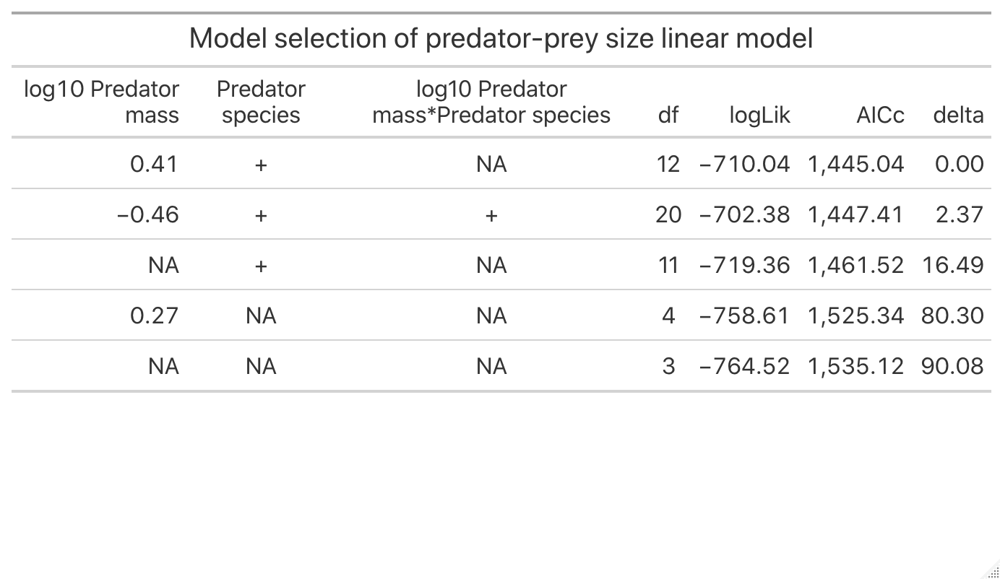 Model selection of predator-prey size linear model
log10 Predator mass Predator species log10 Predator mass*Predator species df logLik AICc delta
0.41 + NA 12 −710.04 1,445.04 0.00
−0.46 + + 20 −702.38 1,447.41 2.37
NA + NA 11 −719.36 1,461.52 16.49
0.27 NA NA 4 −758.61 1,525.34 80.30
NA NA NA 3 −764.52 1,535.12 90.08